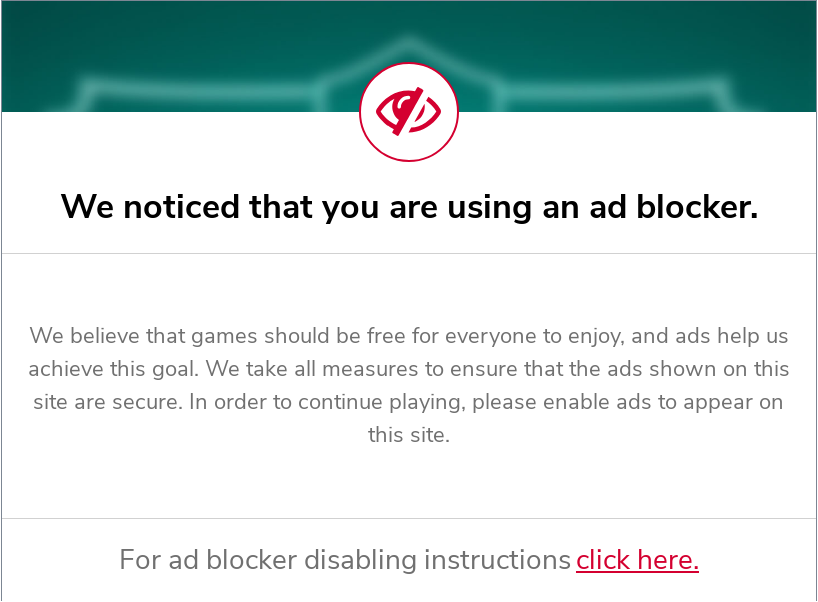 We noticed that you are using an ad blocker.
We believe that games should be free for everyone to enjoy, and ads help us
achieve this goal. We take all measures to ensure that the ads shown on this
site are secure. In order to continue playing, please enable ads to appear on
this site.
For ad blocker disabling instructions click here.